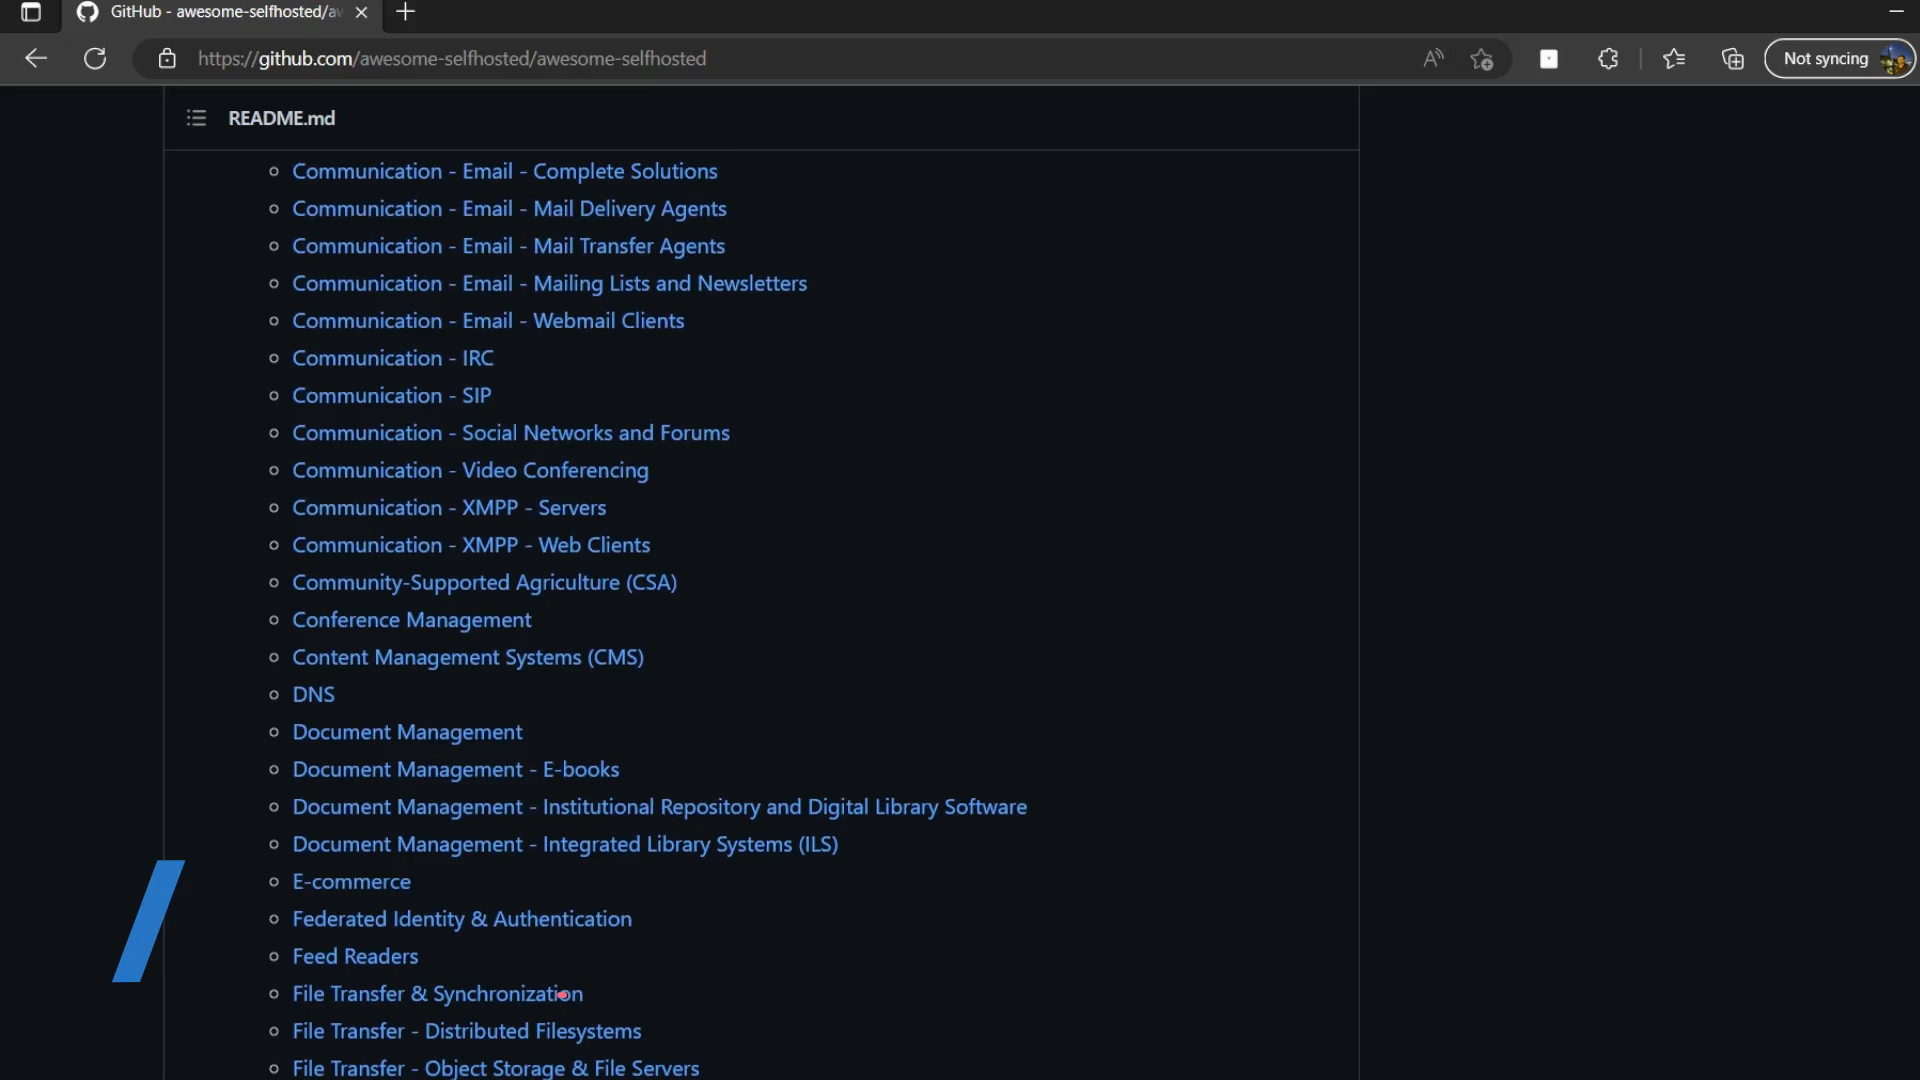 GitHub - awesome-selfhosted/aw
https://github.com/awesome-selfhosted/awesome-selfhosted
Not syncing
README.md
Communication - Email - Complete Solutions
Communication - Email - Mail Delivery Agents
Communication - Email - Mail Transfer Agents
Communication - Email - Mailing Lists and Newsletters
Communication - Email - Webmail Clients
Communication - IRC
Communication - SIP
Communication - Social Networks and Forums
Communication - Video Conferencing
Communication - XMPP - Servers
Communication - XMPP - Web Clients
Community-Supported Agriculture (CSA)
Conference Management
Content Management Systems (CMS)
DNS
Document Management
Document Management - E-books
Document Management - Institutional Repository and Digital Library Software
Document Management - Integrated Library Systems (ILS)
E-commerce
Federated Identity & Authentication
Feed Readers
File Transfer & Synchronization
File Transfer - Distributed Filesystems
File Transfer - Object Storage & File Servers